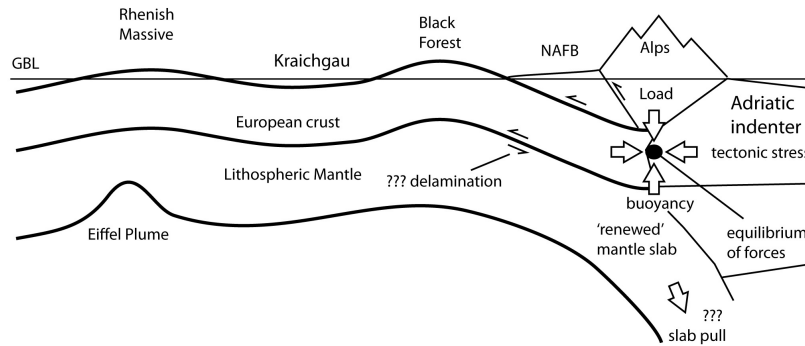 Rhenish
Massive
Black
Forest
GBL
Kraichgau
NAFB
Alps
Load
Adriatic
indenter
European crust
tectonic stress
Lithospheric Mantle
??? delamination
buoyancy
Eiffel Plume
'renewed'
mantle slab
equilibrium
of forces
???
slab pull